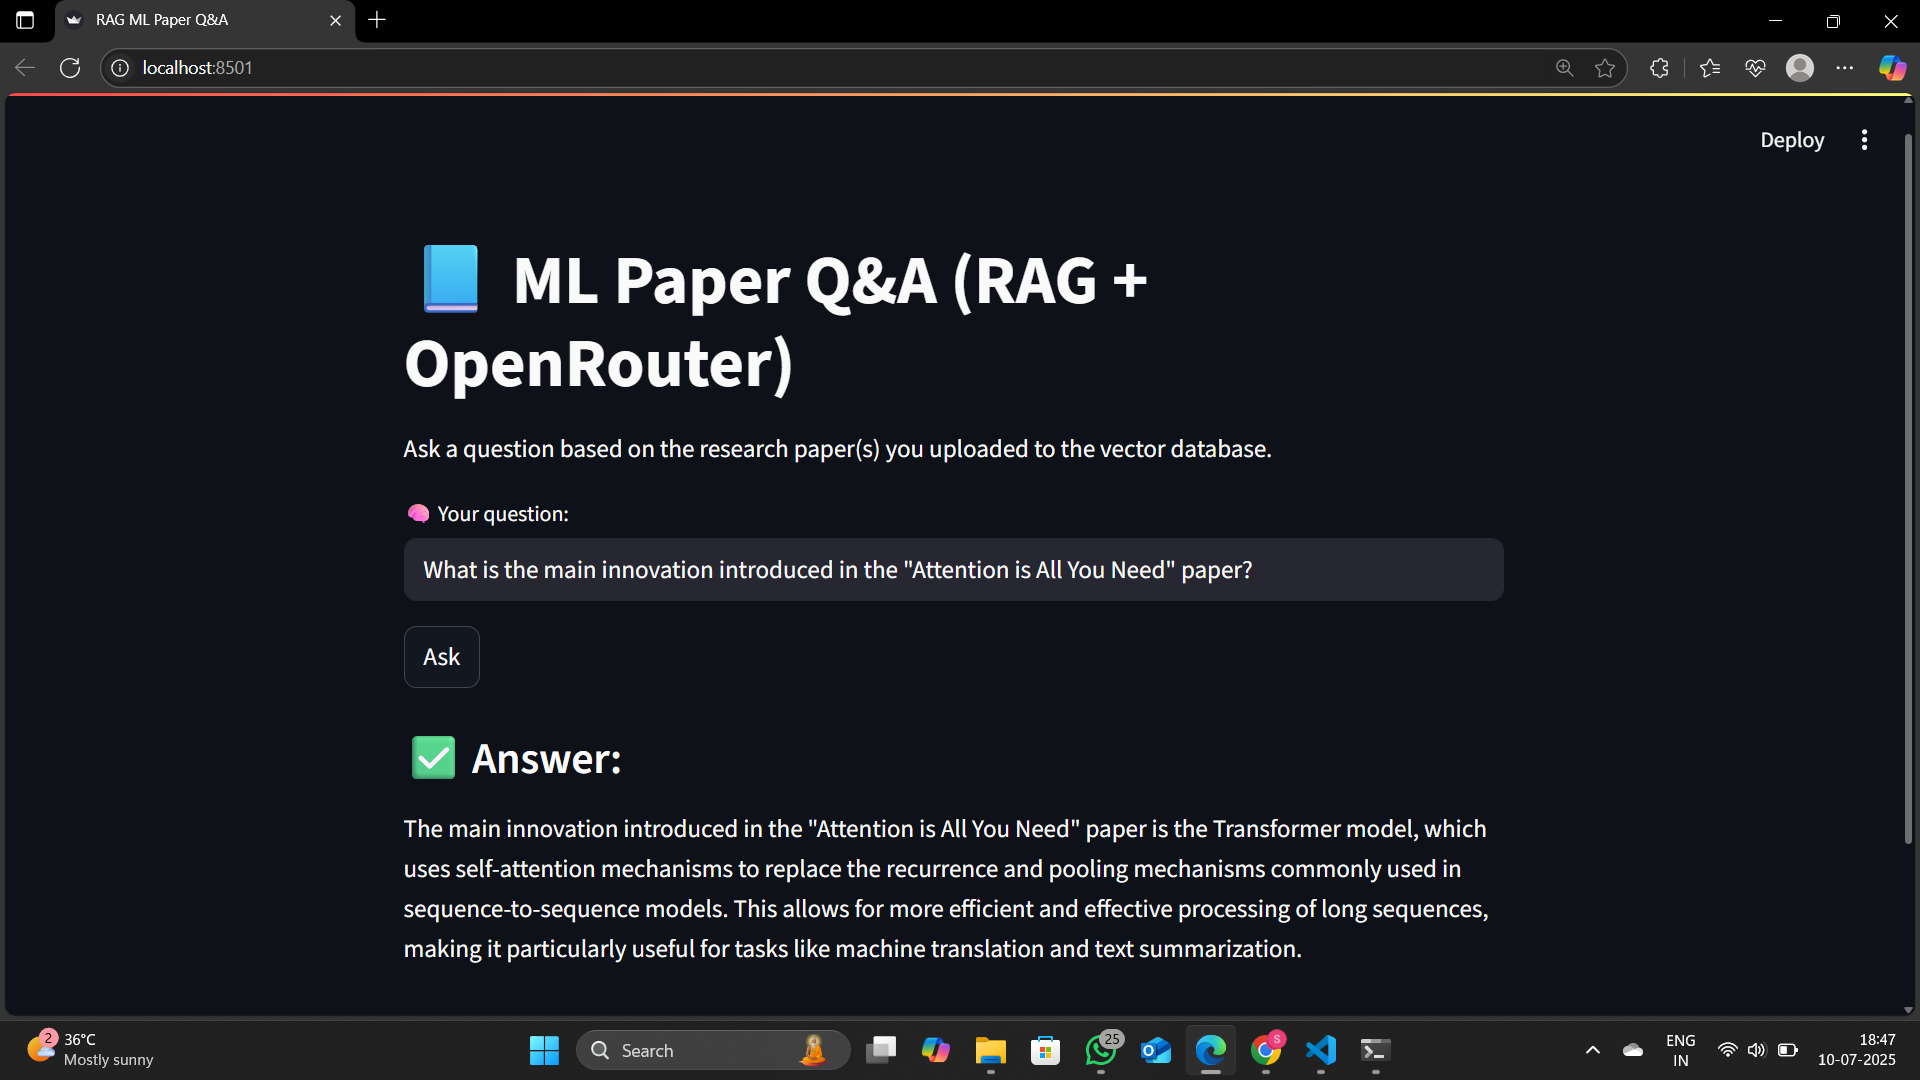 RAG ML Paper Q&A
localhost:8501
Deploy
ML Paper Q&A (RAG +
OpenRouter)
Ask a question based on the research paper(s) you uploaded to the vector database.
Your question:
What is the main innovation introduced in the "Attention is All You Need" paper?
Ask
Answer:
The main innovation introduced in the "Attention is All You Need" paper is the Transformer model, which
uses self-attention mechanisms to replace the recurrence and pooling mechanisms commonly used in
sequence-to-sequence models. This allows for more efficient and effective processing of long sequences,
making it particularly useful for tasks like machine translation and text summarization.
2
36°C
Mostly sunny
Search
25
S
ENG
IN
18:47
10-07-2025